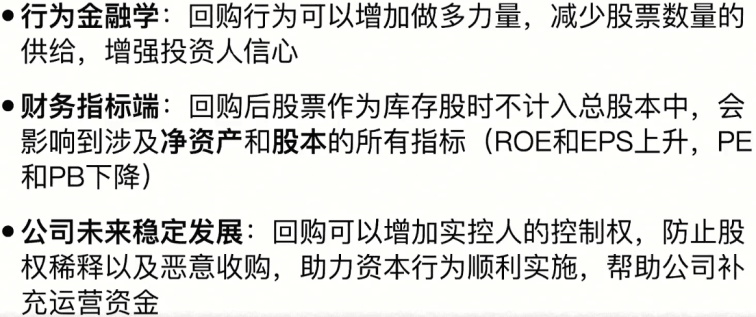 •行为金融学：回购行为可以增加做多力量，减少股票数量的
供给，增强投资人信心
•财务指标端：回购后股票作为库存股时不计入总股本中，会
影响到涉及净资产和股本的所有指标（ROE和EPS上升，PE
和PB下降）
•公司未来稳定发展：回购可以增加实控人的控制权，防止股
权稀释以及恶意收购，助力资本行为顺利实施，帮助公司补
充运营资金